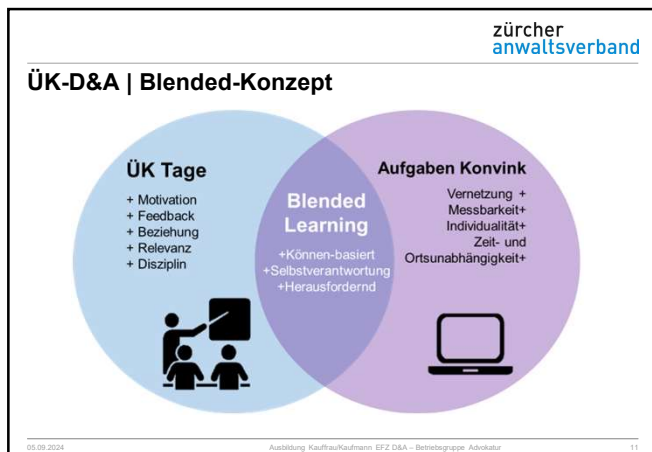 zürcher
anwaltsverband
ÜK-D&A | Blended-Konzept
ÜK Tage
+ Motivation
+ Feedback
+ Beziehung
+ Relevanz
+ Disziplin
Blended
Learning
+Können-basiert
+Selbstverantwortung
+Herausfordernd
Aufgaben Konvink
Vernetzung +
Messbarkeit+
Individualität+
Zeit- und
Ortsunabhängigkeit+
05.09.2024
Ausbildung Kauffrau/Kaufmann EFZ D&A – Betriebsgruppe Advokatur
11